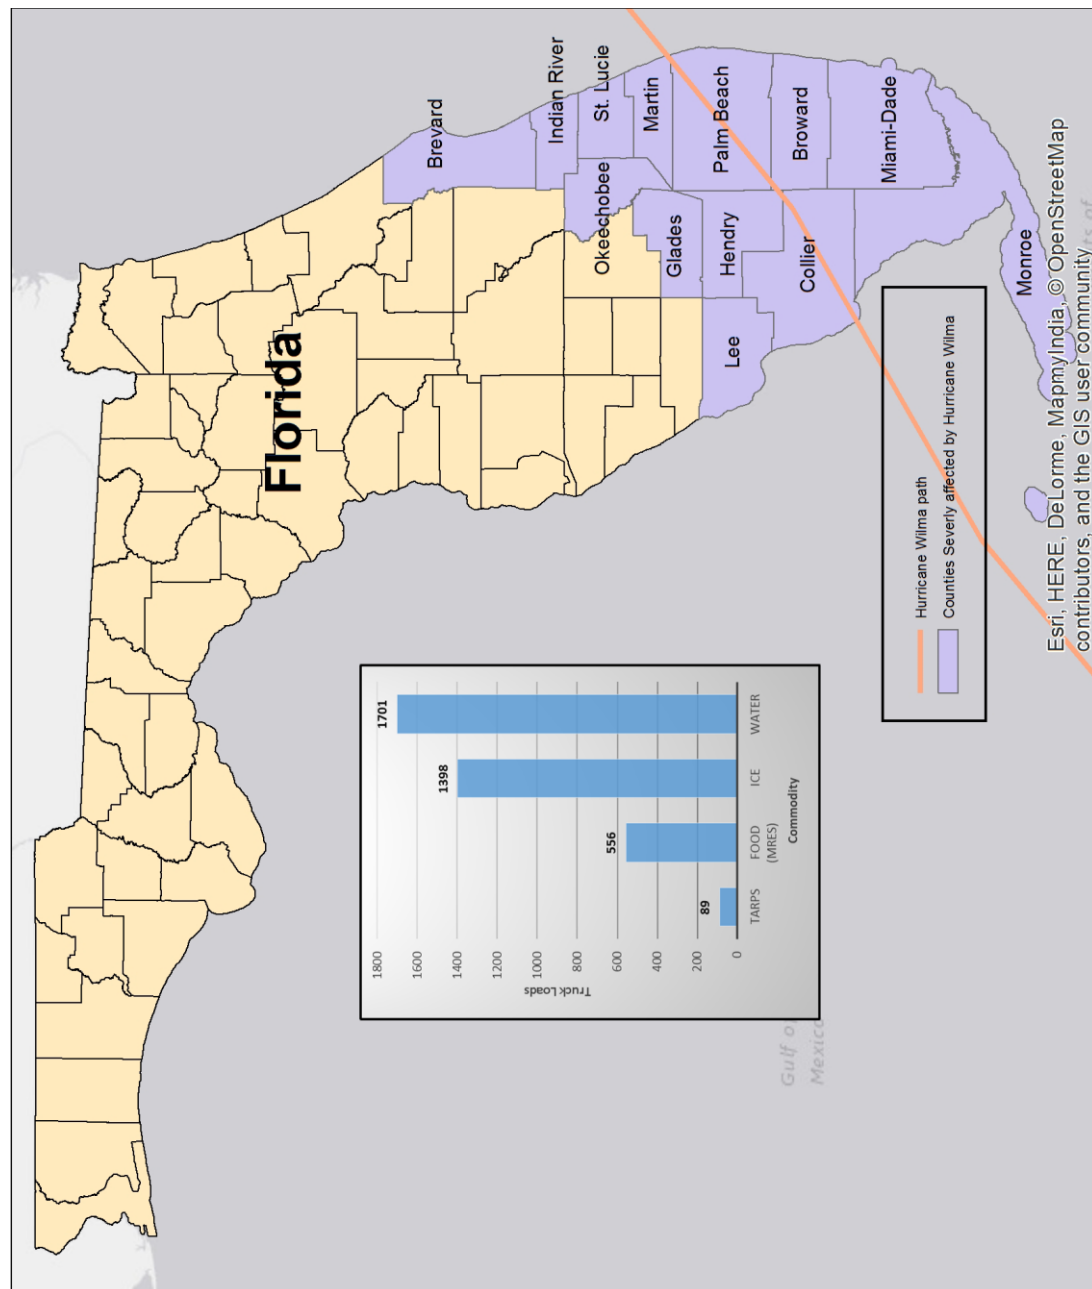 Florida
Brevard
Indian River
St. Lucie
Okeechobee
Martin
Glades
Palm Beach
Hendry
Lee
Broward
Collier
Miami-Dade
Monroe
1800
1600
1400
1200
1000
800
600
400
200
0
Truck Loads
89
556
1398
1701
TARPS
FOOD
(MRES)
ICE
WATER
Commodity
Hurricane Wilma path
Counties Severly affected by Hurricane Wilma
Gulf of
Mexico
ts of
Esri, HERE, DeLorme, MapmyIndia, © OpenStreetMap
contributors, and the GIS user community